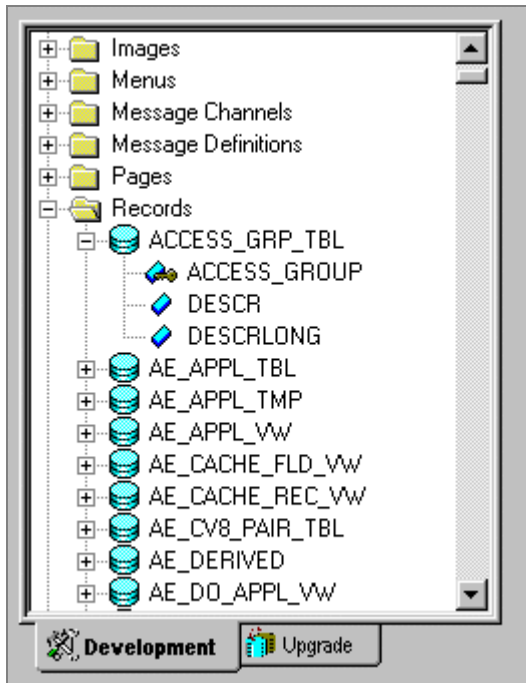 Images
Menus
Message Channels
Message Definitions
Pages
Records
ACCESS_GRP_TBL
ACCESS_GROUP
DESCR
DESCRLONG
AE_APPL_TBL
AE_APPL_TMP
AE_APPL_VW
AE_CACHE_FLD_VW
AE_CACHE_REC_VW
AE_CV8_PAIR_TBL
AE_DERIVED
AE_DO_APPL_VW
Development Upgrade